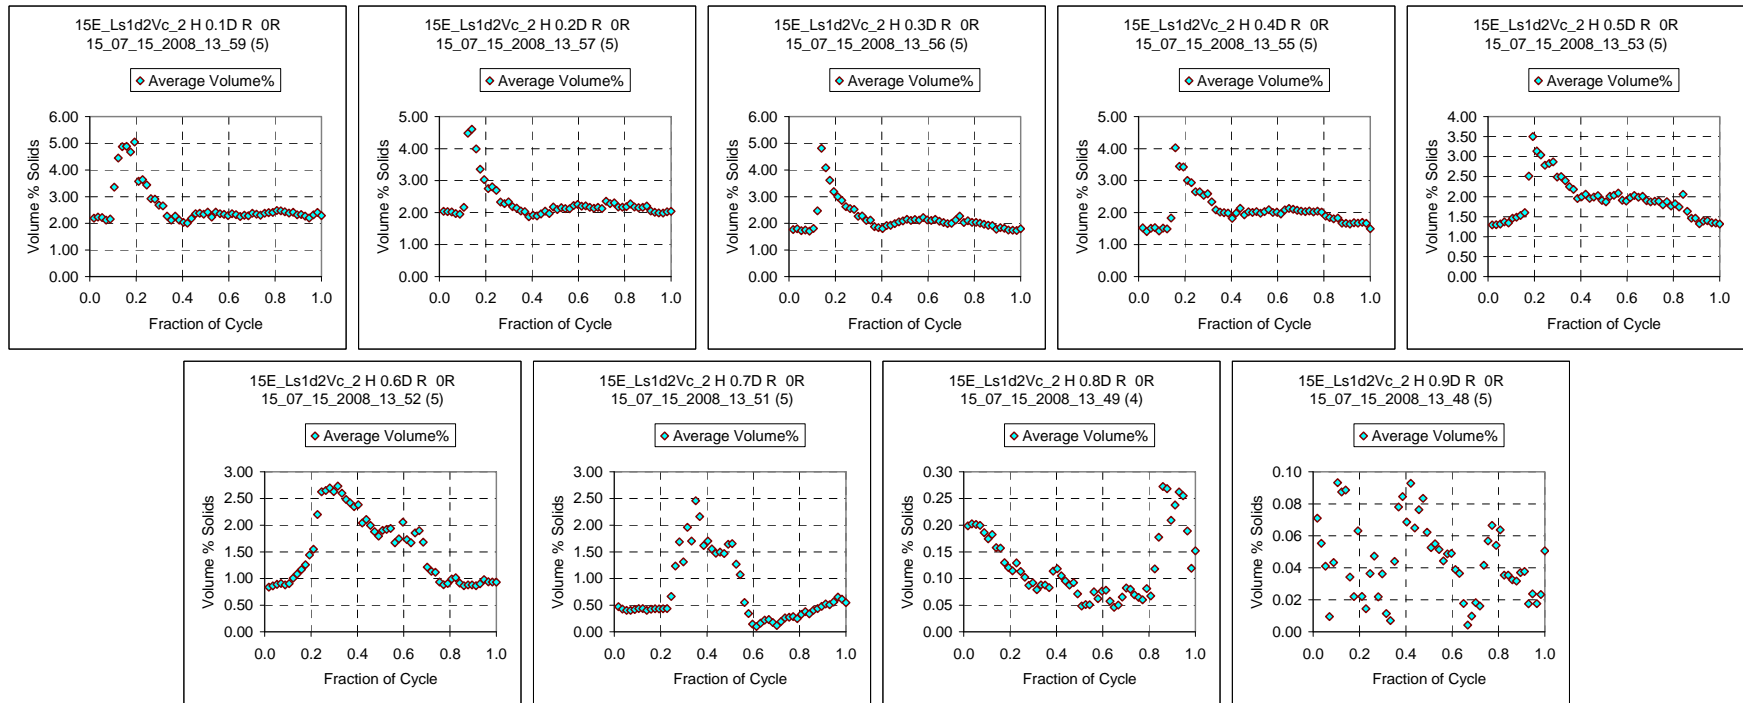 15E_Ls1d2Vc_2 H 0.1D R 0R
15_07_15_2008_13_59 (5)
Average Volume%
Volume % Solids
6.00
5.00
4.00
3.00
2.00
1.00
0.00
0.0 0.2 0.4 0.6 0.8 1.0
Fraction of Cycle
15E_Ls1d2Vc_2 H 0.2D R 0R
15_07_15_2008_13_57 (5)
Average Volume%
Volume % Solids
5.00
4.00
3.00
2.00
1.00
0.00
0.0 0.2 0.4 0.6 0.8 1.0
Fraction of Cycle
15E_Ls1d2Vc_2 H 0.3D R 0R
15_07_15_2008_13_56 (5)
Average Volume%
Volume % Solids
6.00
5.00
4.00
3.00
2.00
1.00
0.00
0.0 0.2 0.4 0.6 0.8 1.0
Fraction of Cycle
15E_Ls1d2Vc_2 H 0.4D R 0R
15_07_15_2008_13_55 (5)
Average Volume%
Volume % Solids
5.00
4.00
3.00
2.00
1.00
0.00
0.0 0.2 0.4 0.6 0.8 1.0
Fraction of Cycle
15E_Ls1d2Vc_2 H 0.5D R 0R
15_07_15_2008_13_53 (5)
Average Volume%
Volume % Solids
4.00
3.50
3.00
2.50
2.00
1.50
1.00
0.50
0.00
0.0 0.2 0.4 0.6 0.8 1.0
Fraction of Cycle
15E_Ls1d2Vc_2 H 0.6D R 0R
15_07_15_2008_13_52 (5)
Average Volume%
Volume % Solids
3.00
2.50
2.00
1.50
1.00
0.50
0.00
0.0 0.2 0.4 0.6 0.8 1.0
Fraction of Cycle
15E_Ls1d2Vc_2 H 0.7D R 0R
15_07_15_2008_13_51 (5)
Average Volume%
Volume % Solids
3.00
2.50
2.00
1.50
1.00
0.50
0.00
0.0 0.2 0.4 0.6 0.8 1.0
Fraction of Cycle
15E_Ls1d2Vc_2 H 0.8D R 0R
15_07_15_2008_13_49 (4)
Average Volume%
Volume % Solids
0.30
0.25
0.20
0.15
0.10
0.05
0.00
0.0 0.2 0.4 0.6 0.8 1.0
Fraction of Cycle
15E_Ls1d2Vc_2 H 0.9D R 0R
15_07_15_2008_13_48 (5)
Average Volume%
Volume % Solids
0.10
0.08
0.06
0.04
0.02
0.00
0.0 0.2 0.4 0.6 0.8 1.0
Fraction of Cycle